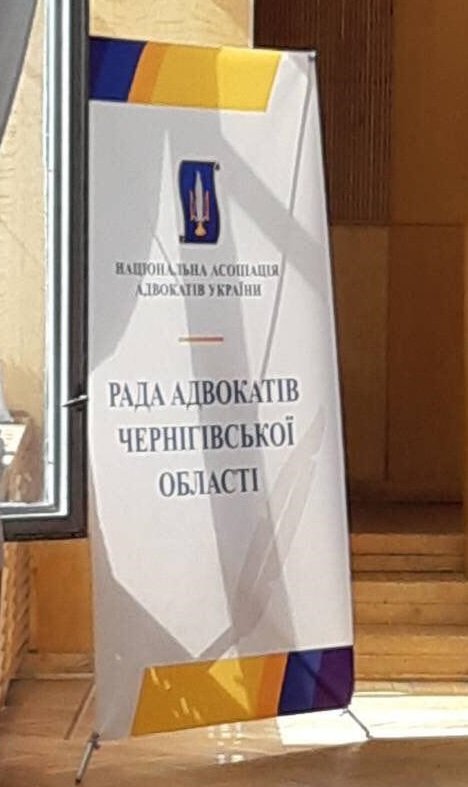 НАЦІОНАЛЬНА АСОЦІАЦІЯ
АДВОКАТІВ УКРАЇНИ
РАДА АДВОКАТІВ
ЧЕРНІГІВСЬКОЇ
ОБЛАСТІ